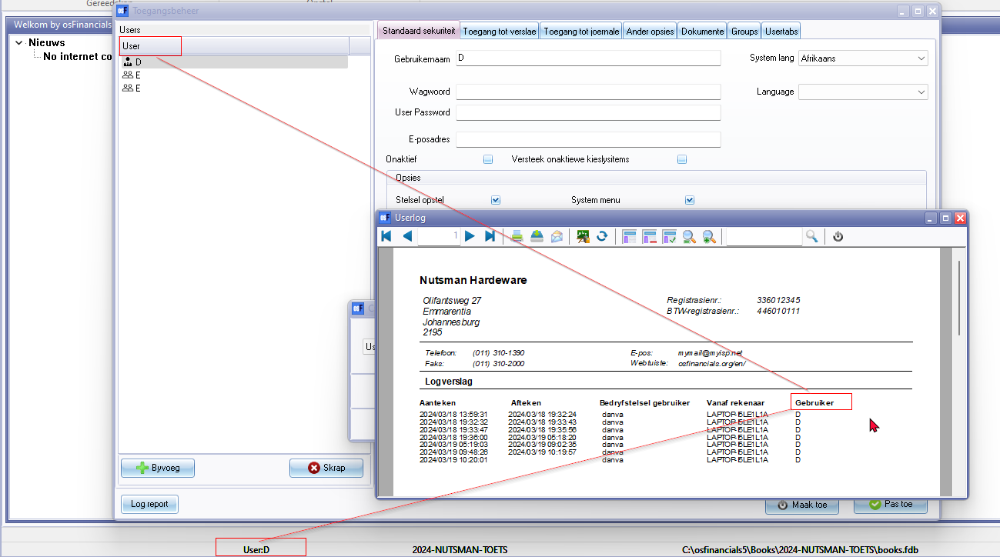 Opstel
Toegangsbeheer
Welkom by osFinancials
Nieuws
No internet co
Users
User
D
E
E
Byvoeg
Skrap
Log report
Standaard sekuriteit Toegang tot verslae Toegang tot joernale Ander opsies Dokumente Groups Usertabs
Gebruikernaam D System lang Afrikaans
Wagwoord Language
User Password
E-posadres
Onaktief Versteek onaktiewe kieslysitems
Opsies
Stelsel opstel System menu
Us
Userlog
1
Nutsman Hardeware
Olifantsweg 27 Registrasienr.: 336012345
Emmarentia BTW-registrasienr.: 446010111
Johannesburg
2195
Telefoon: (011) 310-1390 E-pos: mymail@myisp.net
Faks: (011) 310-2000 Webtuiste: osfinancials.org/en/
Logverslag
Aanteken Afteken Bedryfstelsel gebruiker Vanaf rekenaar Gebruiker
2024/03/18 13:59:31 2024/03/18 19:32:24 danva LAPTOP-5LE1L1A D
2024/03/18 19:32:32 2024/03/18 19:33:43 danva LAPTOP-5LE1L1A D
2024/03/18 19:33:47 2024/03/18 19:35:56 danva LAPTOP-5LE1L1A D
2024/03/18 19:36:00 2024/03/19 05:18:20 danva LAPTOP-5LE1L1A D
2024/03/19 05:19:03 2024/03/19 09:02:35 danva LAPTOP-5LE1L1A D
2024/03/19 09:48:26 2024/03/19 10:19:57 danva LAPTOP-5LE1L1A D
2024/03/19 10:20:01 danva LAPTOP-5LE1L1A D
Maak toe Pas toe
User:D 2024-NUTSMAN-TOETS C:\osfinancials5\Books\2024-NUTSMAN-TOETS\books.fdb